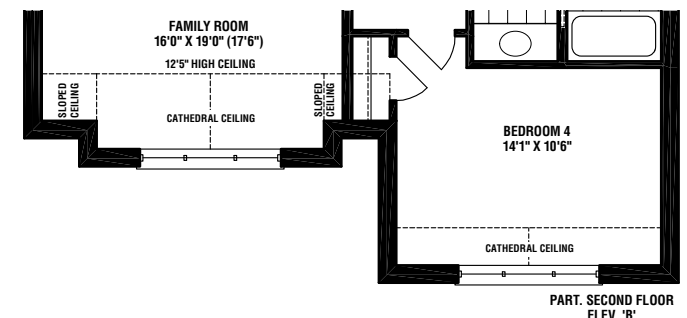 FAMILY ROOM
16'0" X 19'0" (17'6")
12'5" HIGH CEILING
SLOPED
CEILING
CATHEDRAL CEILING
SLOPED
CEILING
BEDROOM 4
14'1" X 10'6"
CATHEDRAL CEILING
PART. SECOND FLOOR
ELEV. 'B'